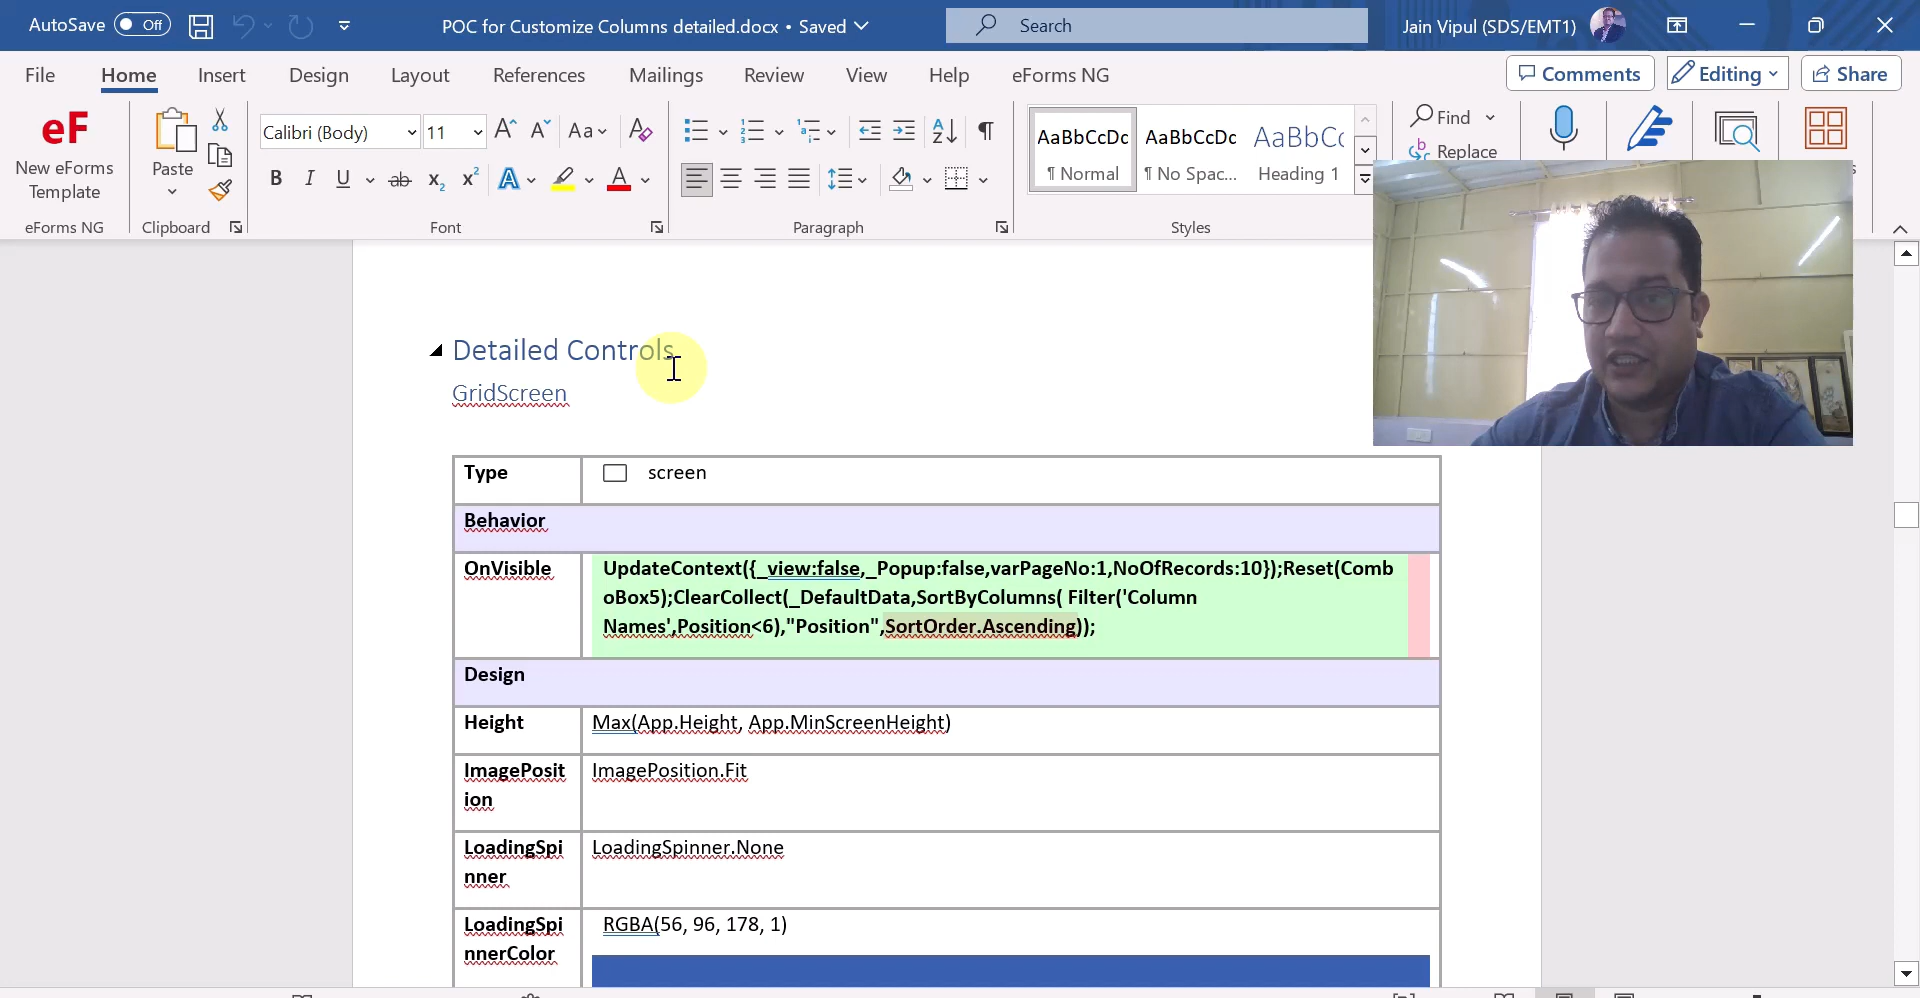 AutoSave Off POC for Customize Columns detailed.docx • Saved Search Jain Vipul (SDS/EMT1)
File Home Insert Design Layout References Mailings Review View Help eForms NG Comments Editing Share
eF
New eForms
Template
eForms NG
Paste
Clipboard
Calibri (Body) 11
Font
Paragraph
AaBbCcDc AaBbCcDc AaBbCc
¶ Normal ¶ No Spac... Heading 1
Styles
Find
Replace
Detailed Controls
GridScreen
Type screen
Behavior
OnVisible UpdateContext({_view:false,_Popup:false,varPageNo:1,NoOfRecords:10});Reset(Comb
oBox5);ClearCollect(_DefaultData,SortByColumns( Filter('Column
Names',Position<6),"Position",SortOrder.Ascending));
Design
Height Max(App.Height, App.MinScreenHeight)
ImagePosit ImagePosition.Fit
ion
LoadingSpi LoadingSpinner.None
nner
LoadingSpi RGBA(56, 96, 178, 1)
nnerColor